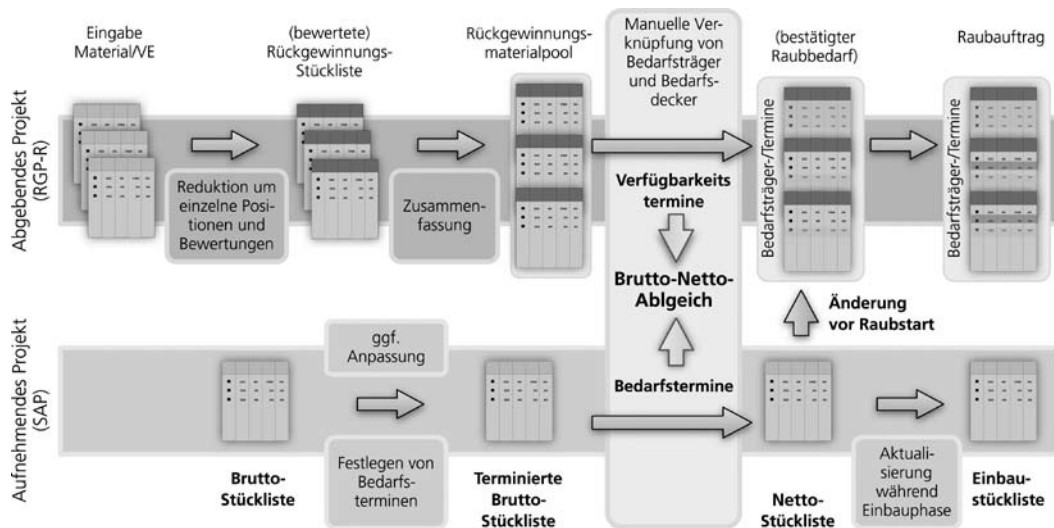 Eingabe
Material/VE
(bewertete)
Rückgewinnungs-
Stückliste
Rückgewinnungs-
materialpool
Manuelle Ver-
knüpfung von
Bedarfsträger
und Bedarfs-
decker
(bestätigter
Raubbedarf)
Raubauftrag
Abgebendes Projekt
(RGP-R)
Reduktion um
einzelne Posi-
tionen und
Bewertungen
Zusammen-
fassung
Verfügbarkeits
termine
Brutto-Netto-
Ablgeich
Bedarfsträger-/Termine
Bedarfsträger-/Termine
Änderung
vor Raubstart
Aufnehmendes Projekt
(SAP)
ggf.
Anpassung
Bedarfstermine
Brutto-
Stückliste
Festlegen von
Bedarfs-
terminen
Terminierte
Brutto-
Stückliste
Netto-
Stückliste
Aktuali-
sierung
während
Einbauphase
Einbau-
stückliste